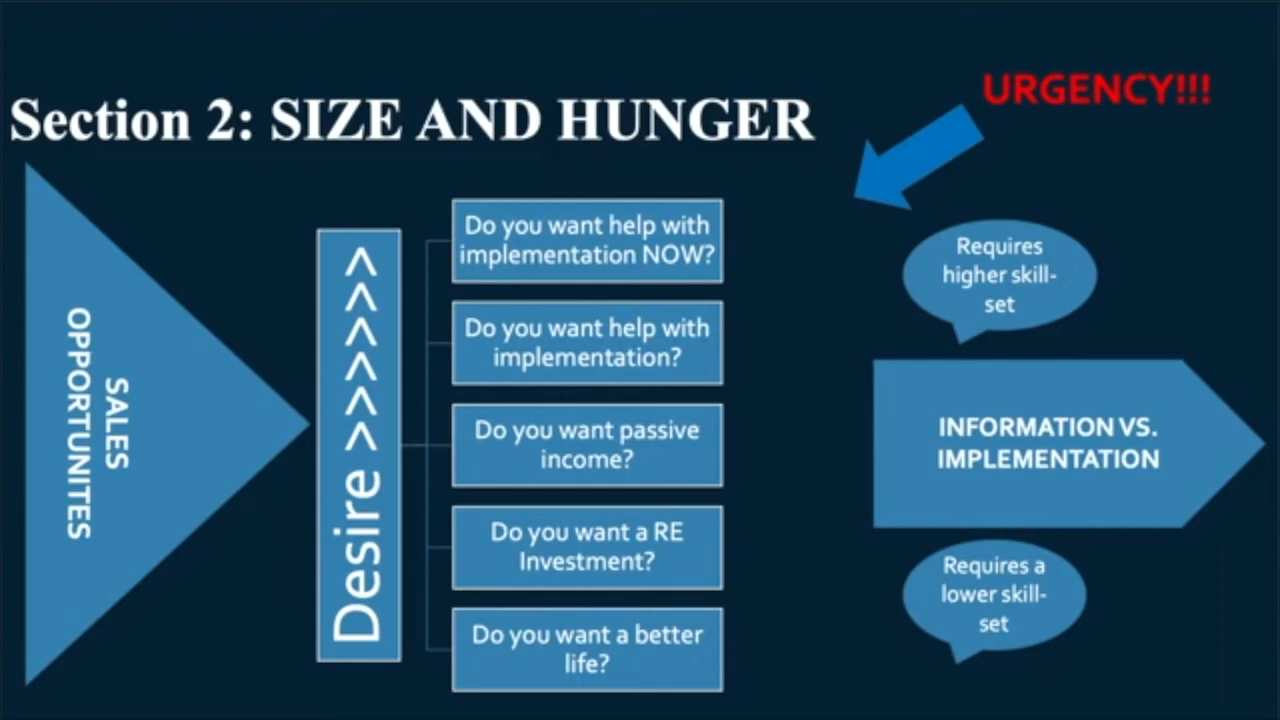 URGENCY!!!
Section 2: SIZE AND HUNGER
SALES
OPPORTUNITES
Desire >>>>>>>
Do you want help with
implementation NOW?
Do you want help with
implementation?
Do you want passive
income?
Do you want a RE
Investment?
Do you want a better
life?
Requires
higher skill-
set
INFORMATION VS.
IMPLEMENTATION
Requires a
lower skill-
set